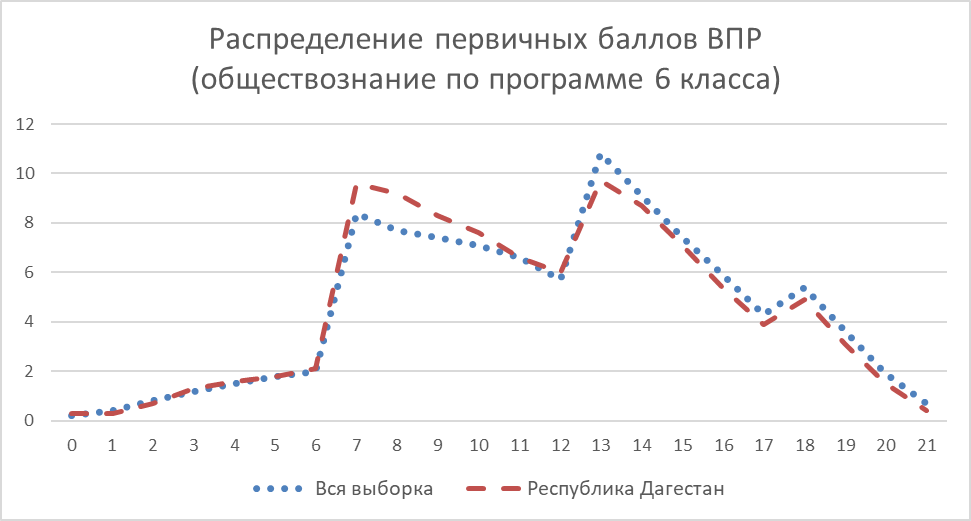 Распределение первичных баллов ВПР
(обществознание по программе 6 класса)
12
10
8
6
4
2
0
0 1 2 3 4 5 6 7 8 9 10 11 12 13 14 15 16 17 18 19 20 21
Вся выборка Республика Дагестан